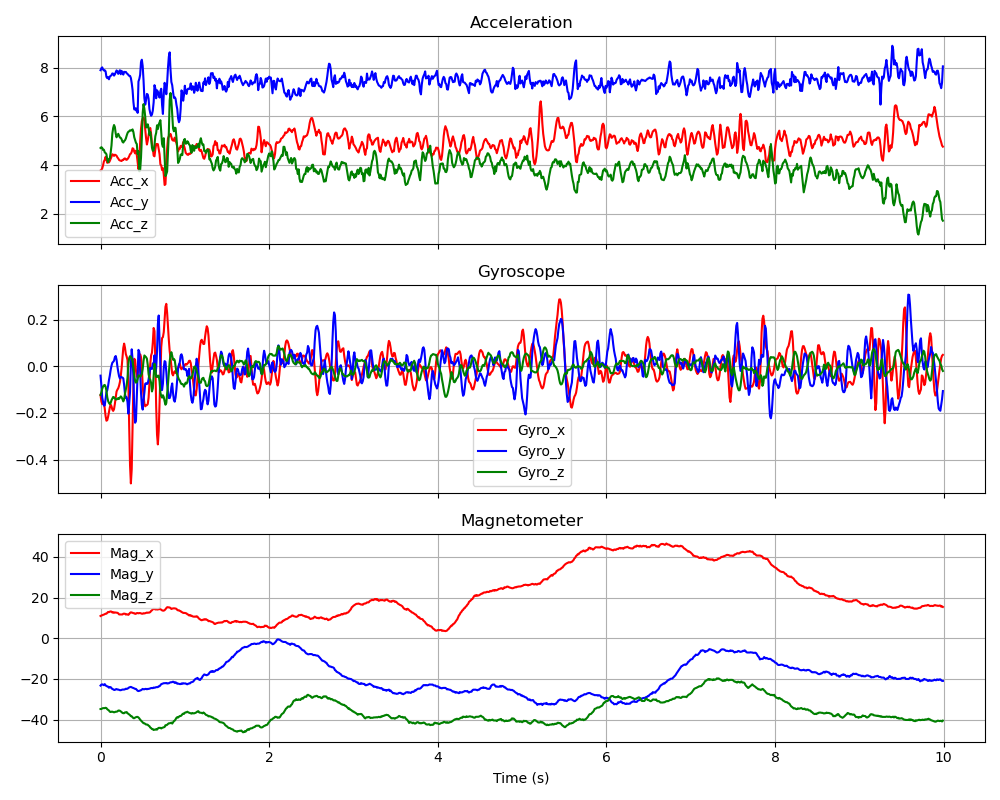 Acceleration
8
6
4
2
Acc_x
Acc_y
Acc_z
Gyroscope
0.2
0.0
−0.2
−0.4
Gyro_x
Gyro_y
Gyro_z
Magnetometer
40
20
0
−20
−40
Mag_x
Mag_y
Mag_z
0 2 4 6 8 10
Time (s)